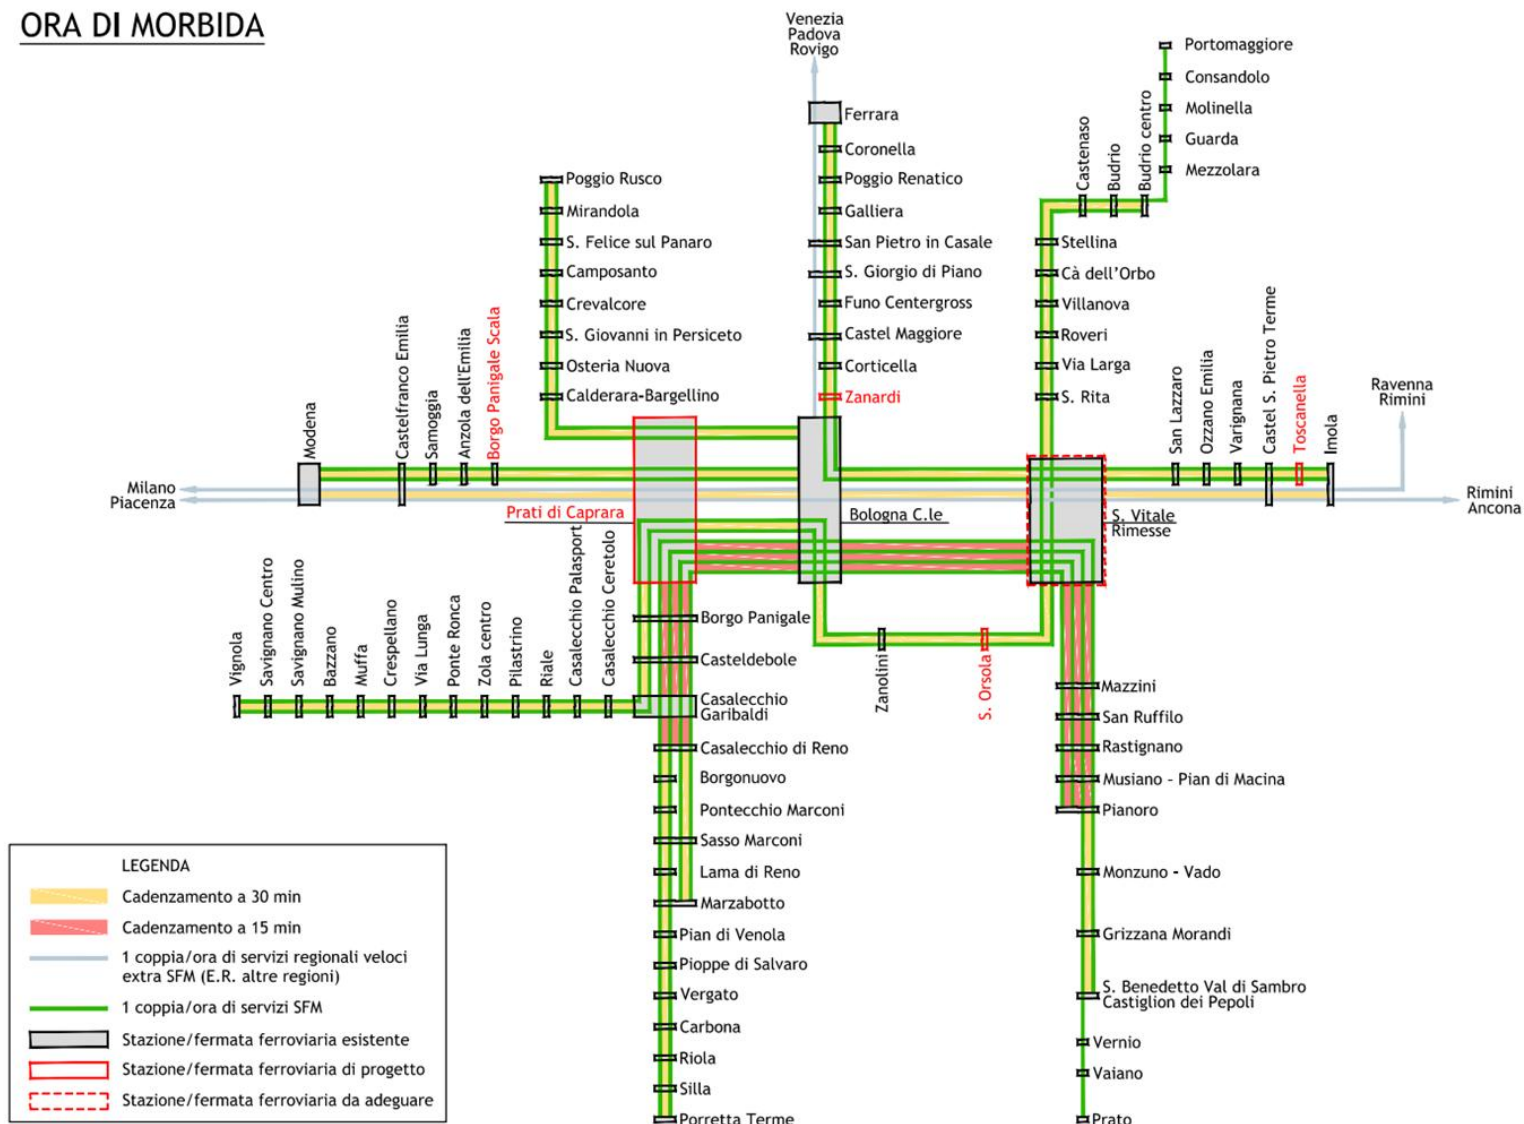 ORA DI MORBIDA
Venezia
Padova
Rovigo
Ferrara
Coronella
Poggio Renatico
Galliera
San Pietro in Casale
S. Giorgio di Piano
Funo Centergross
Castel Maggiore
Corticella
Zanardi
Poggio Rusco
Mirandola
S. Felice sul Panaro
Camposanto
Crevalcore
S. Giovanni in Persiceto
Osteria Nuova
Calderara-Bargellino
Portomaggiore
Consandolo
Molinella
Guarda
Mezzolara
Budrio centro
Budrio
Castenaso
Stellina
Cà dell'Orbo
Villanova
Roveri
Via Larga
S. Rita
Modena
Castelfranco Emilia
Samoggia
Anzola dell'Emilia
Borgo Panigale Scala
Milano
Piacenza
Prati di Caprara
Bologna C.le
S. Vitale
Rimesse
San Lazzaro
Ozzano Emilia
Varignana
Castel S. Pietro Terme
Toscanella
Imola
Ravenna
Rimini
Rimini
Ancona
Vignola
Savignano Centro
Savignano Mulino
Bazzano
Muffa
Crespellano
Via Lunga
Ponte Ronca
Zola centro
Pilastrino
Riale
Casalecchio Palasport
Casalecchio Ceretolo
Borgo Panigale
Casteldebole
Casalecchio
Garibaldi
Casalecchio di Reno
Borgonuovo
Pontecchio Marconi
Sasso Marconi
Lama di Reno
Marzabotto
Pian di Venola
Pioppe di Salvaro
Vergato
Carbona
Riola
Silla
Porretta Terme
Zanolini
S. Orsola
Mazzini
San Ruffilo
Rastignano
Musiano - Pian di Macina
Pianoro
Monzuno - Vado
Grizzana Morandi
S. Benedetto Val di Sambro
Castiglion dei Pepoli
Vernio
Vaiano
Prato
LEGENDA
Cadenzamento a 30 min
Cadenzamento a 15 min
1 coppia/ora di servizi regionali veloci
extra SFM (E.R. altre regioni)
1 coppia/ora di servizi SFM
Stazione/fermata ferroviaria esistente
Stazione/fermata ferroviaria di progetto
Stazione/fermata ferroviaria da adeguare